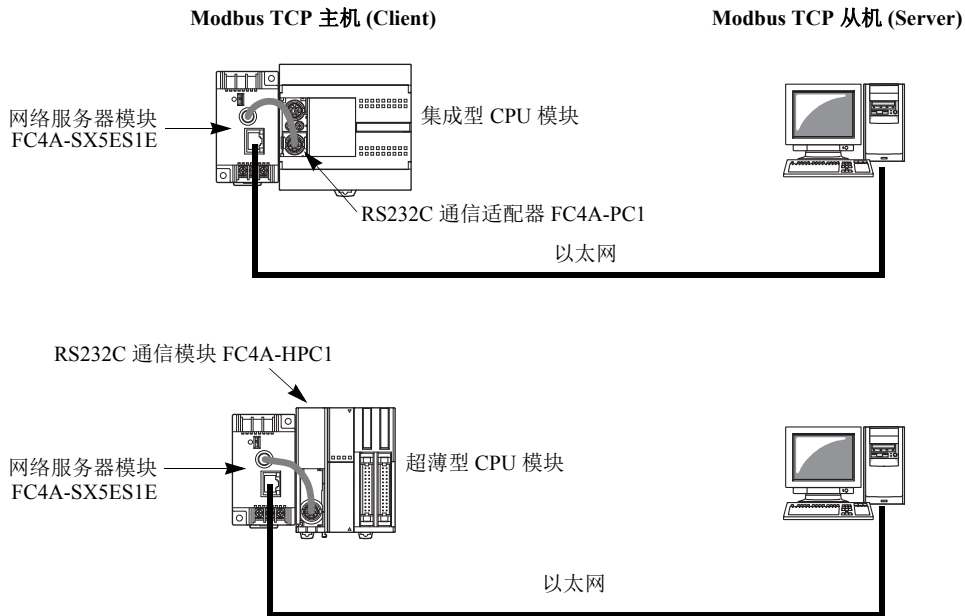 Modbus TCP 主机 (Client)
Modbus TCP 从机 (Server)
网络服务器模块
FC4A-SX5ES1E
集成型 CPU 模块
RS232C 通信适配器 FC4A-PC1
以太网
RS232C 通信模块 FC4A-HPC1
网络服务器模块
FC4A-SX5ES1E
超薄型 CPU 模块
以太网